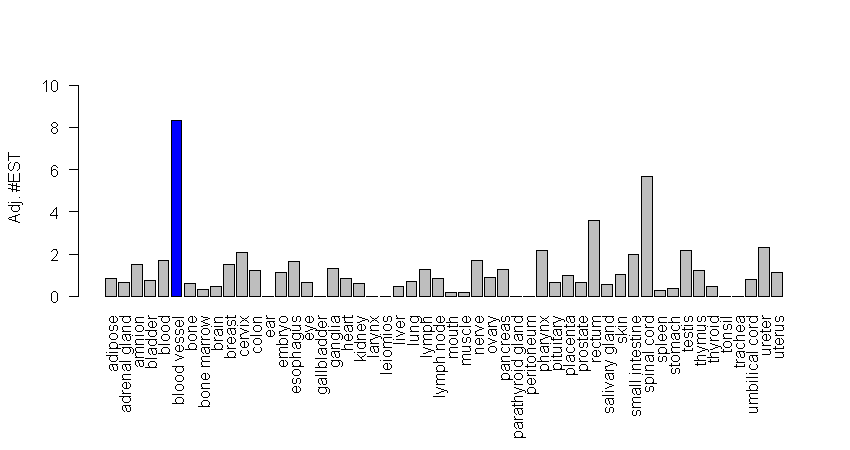 Adj. #EST
10
8
6
4
2
0
adipose
adrenal gland
amnion
bladder
blood
blood vessel
bone
bone marrow
brain
breast
cervix
colon
ear
embryo
esophagus
eye
gallbladder
ganglia
heart
kidney
larynx
leiomios
liver
lung
lymph
lymph node
mouth
muscle
nerve
ovary
pancreas
parathyroid gland
peritoneum
pharynx
pituitary
placenta
prostate
rectum
salivary gland
skin
small intestine
spinal cord
spleen
stomach
testis
thymus
thyroid
tonsil
trachea
umbilical cord
ureter
uterus